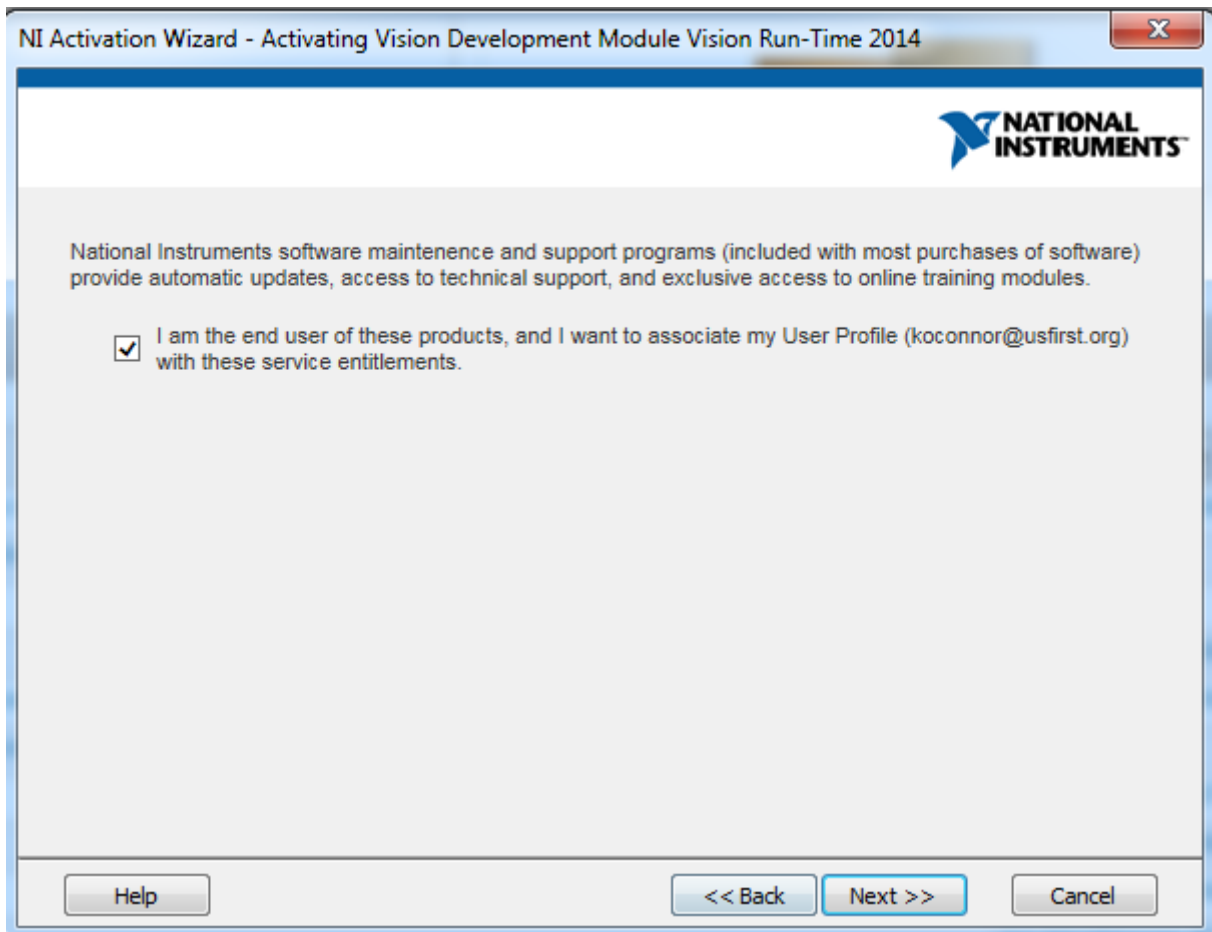 NI Activation Wizard - Activating Vision Development Module Vision Run-Time 2014
X
NATIONAL
INSTRUMENTS™
National Instruments software maintenence and support programs (included with most purchases of software)
provide automatic updates, access to technical support, and exclusive access to online training modules.
I am the end user of these products, and I want to associate my User Profile (koconnor@usfirst.org)
with these service entitlements.
Help
<< Back
Next >>
Cancel